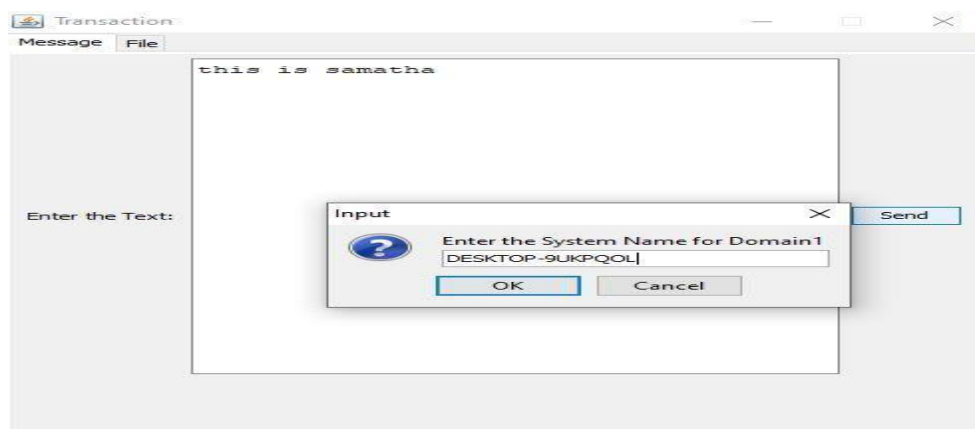 Transaction
Message File
this is samatha
Input
Enter the Text:
Send
Enter the System Name for Domain1
DESKTOP-9UKPQOL
OK Cancel